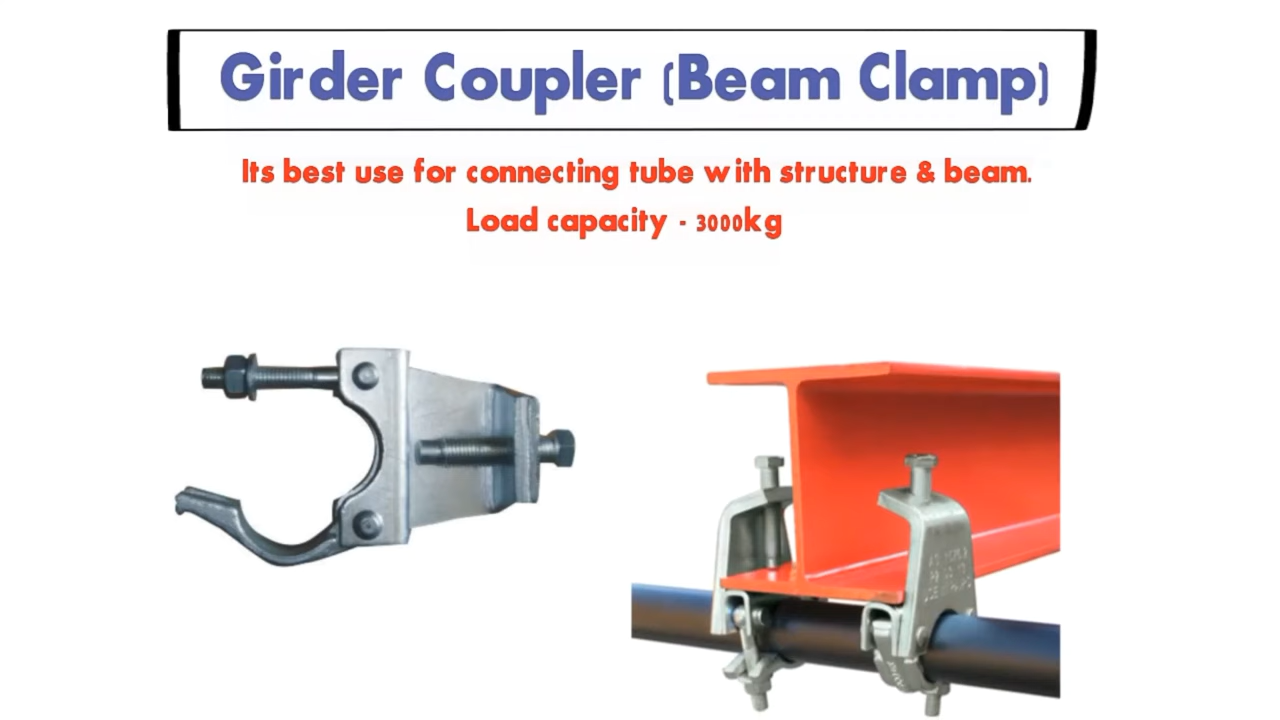 Girder Coupler (Beam Clamp)
Its best use for connecting tube with structure & beam.
Load capacity - 3000kg